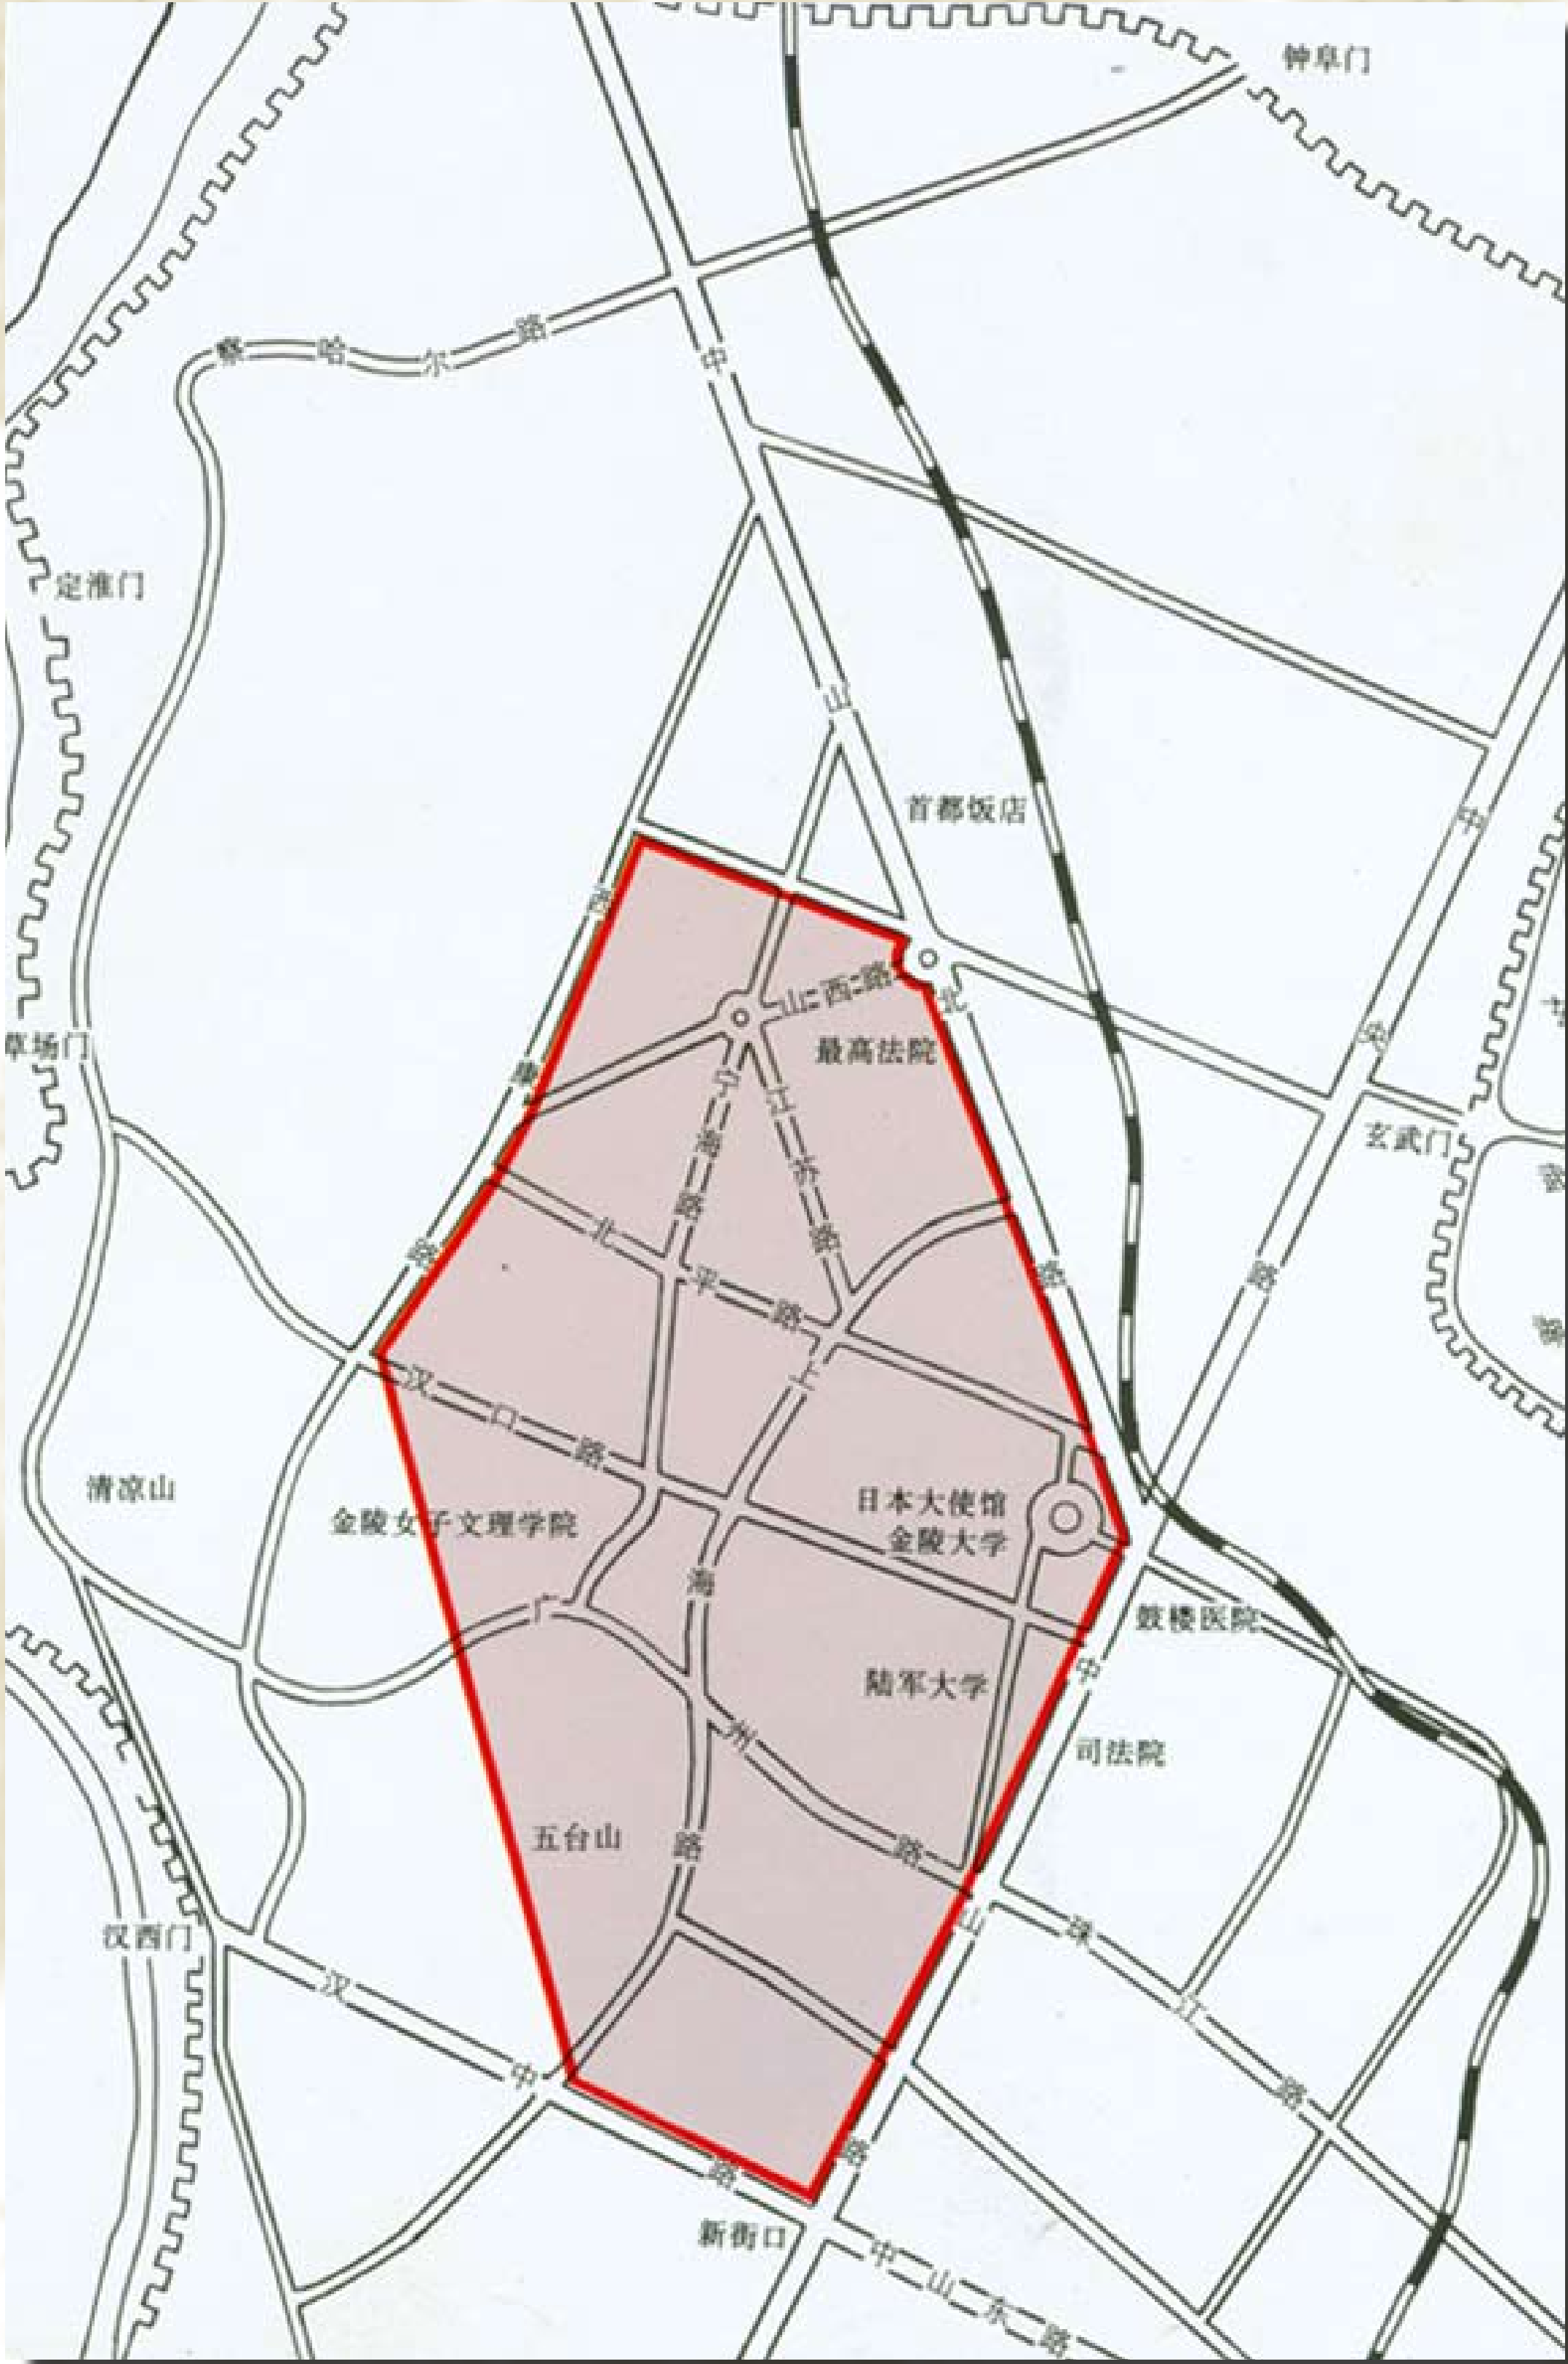 钟阜门
察哈尔路
中山北路
定淮门
首都饭店
西康路
中央路
山西路
草场门
最高法院
玄武门
宁海路
江苏路
北平路
上海路
汉口路
清凉山
金陵女子文理学院
日本大使馆
金陵大学
鼓楼医院
广州路
陆军大学
中山路
司法院
五台山
珠江路
汉西门
汉中路
新街口
中山东路